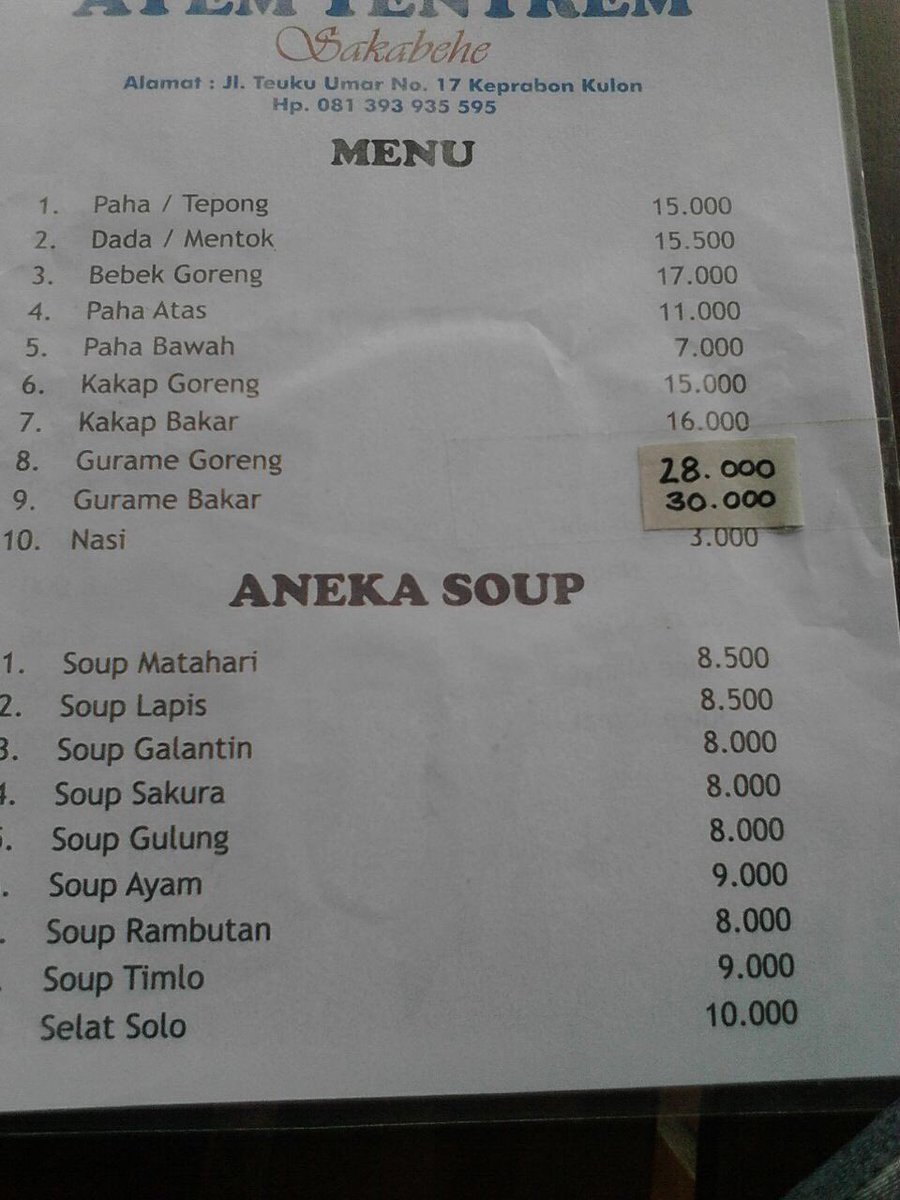 AYEM TENTREM
Sakabehe
Alamat : Jl. Teuku Umar No. 17 Keprabon Kulon
Hp. 081 393 935 595
MENU
1. Paha / Tepong 15.000
2. Dada / Mentok 15.500
3. Bebek Goreng 17.000
4. Paha Atas 11.000
5. Paha Bawah 7.000
6. Kakap Goreng 15.000
7. Kakap Bakar 16.000
8. Gurame Goreng 28.000
9. Gurame Bakar 30.000
10. Nasi 3.000
ANEKA SOUP
1. Soup Matahari 8.500
2. Soup Lapis 8.500
3. Soup Galantin 8.000
4. Soup Sakura 8.000
5. Soup Gulung 8.000
. Soup Ayam 9.000
. Soup Rambutan 8.000
Soup Timlo 9.000
Selat Solo 10.000